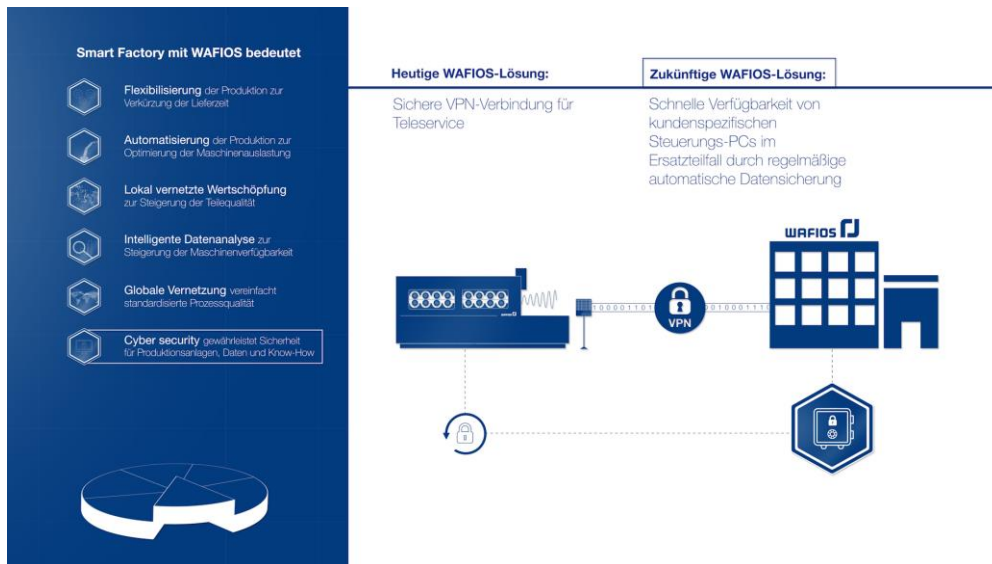 Smart Factory mit WAFIOS bedeutet
Flexibilisierung der Produktion zur
Verkürzung der Lieferzeit
Automatisierung der Produktion zur
Optimierung der Maschinenauslastung
Lokal vernetzte Wertschöpfung
zur Steigerung der Teilequalität
Intelligente Datenanalyse zur
Steigerung der Maschinenverfügbarkeit
Globale Vernetzung vereinfacht
standardisierte Prozessqualität
Cyber security gewährleistet Sicherheit
für Produktionsanlagen, Daten und Know-How
Heutige WAFIOS-Lösung:
Sichere VPN-Verbindung für
Teleservice
Zukünftige WAFIOS-Lösung:
Schnelle Verfügbarkeit von
kundenspezifischen
Steuerungs-PCs im
Ersatzteilfall durch regelmäßige
automatische Datensicherung
WAFIOS
VPN